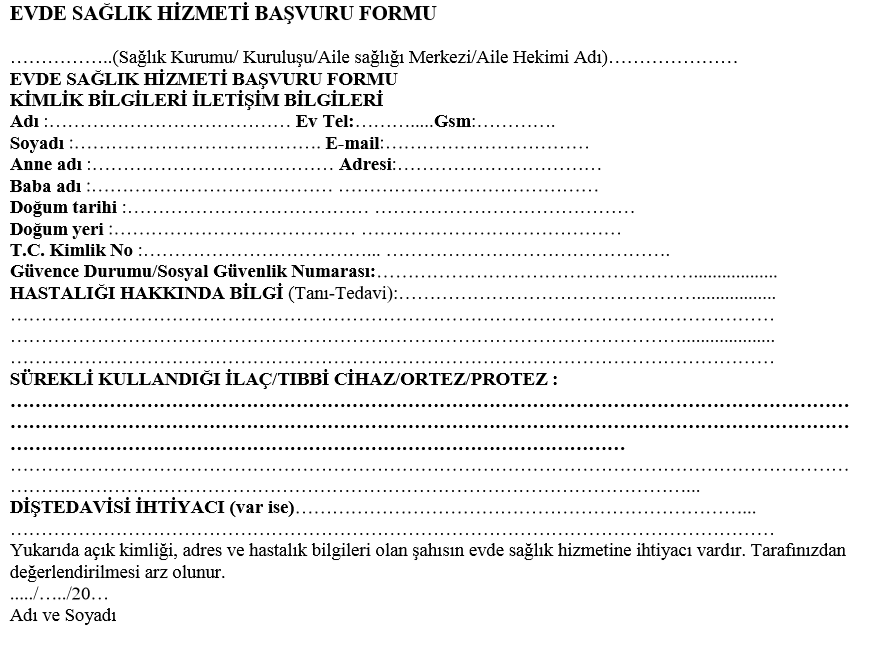 EVDE SAĞLIK HİZMETİ BAŞVURU FORMU
……………..(Sağlık Kurumu/ Kuruluşu/Aile sağlığı Merkezi/Aile Hekimi Adı)…………………
EVDE SAĞLIK HİZMETİ BAŞVURU FORMU
KİMLİK BİLGİLERİ İLETİŞİM BİLGİLERİ
Adı :………………………………… Ev Tel:……….....Gsm:………….
Soyadı :…………………………………. E-mail:……………………………
Anne adı :………………………………… Adresi:……………………………
Baba adı :………………………………… ……………………………………
Doğum tarihi :………………………………… ……………………………………
Doğum yeri :………………………………… ……………………………………
T.C. Kimlik No :………………………………... ……………………………………….
Güvence Durumu/Sosyal Güvenlik Numarası:……………………………………………...................
HASTALIĞI HAKKINDA BİLGİ (Tanı-Tedavi):…………………………………………..................
………………………………………………………………………………………………………………
………………………………………………………………………………………………......................
………………………………………………………………………………………………………………
SÜREKLİ KULLANDIĞI İLAÇ/TIBBİ CİHAZ/ORTEZ/PROTEZ :
…………………………………………………………………………………………………………………………
…………………………………………………………………………………………………………………………
………………………………………………………………………………………
…………………………………………………………………………………………………………………………
………..………………………………………………………………………………………...
DİŞTEDAVİSİ İHTİYACI (var ise)………………………………………………………………...
………………………………………………………………………………………………………………
Yukarıda açık kimliği, adres ve hastalık bilgileri olan şahısın evde sağlık hizmetine ihtiyacı vardır. Tarafınızdan
değerlendirilmesi arz olunur.
...../…../20…
Adı ve Soyadı